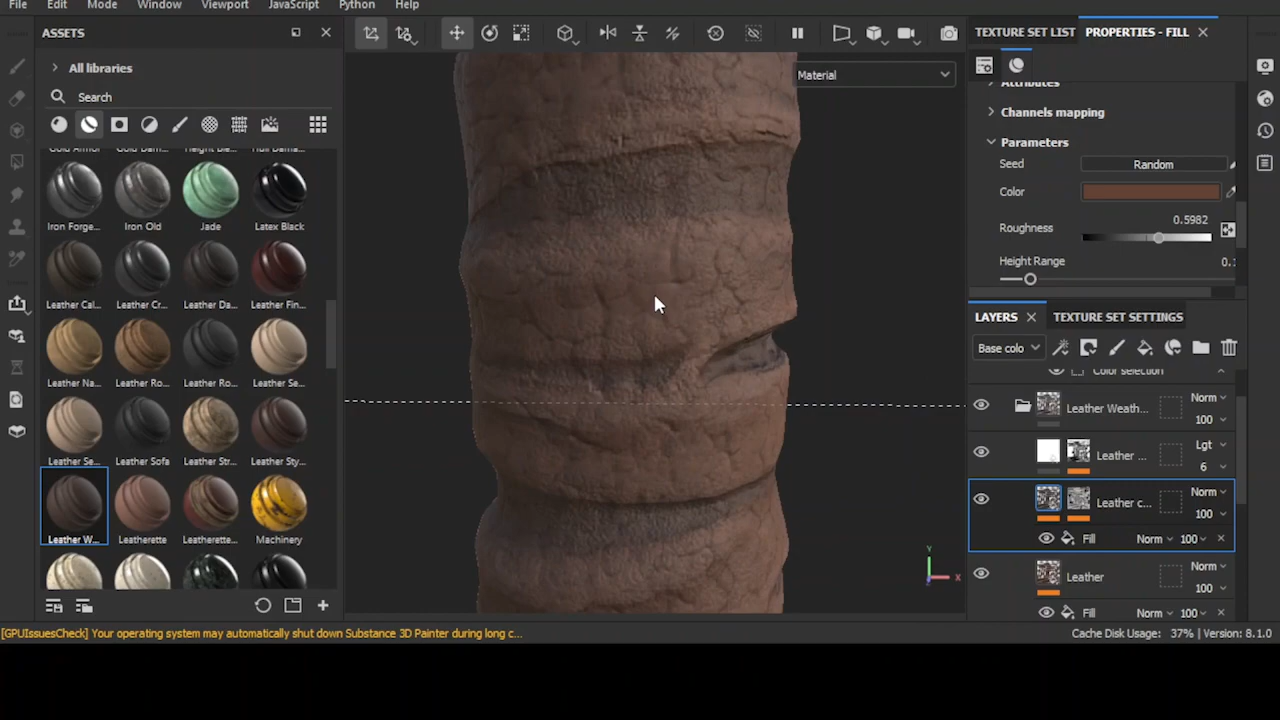 File Edit Mode Window Viewport JavaScript Python Help
ASSETS
All libraries
Search
Iron Forge... Iron Old Jade Latex Black
Leather Cal... Leather Cr... Leather Da... Leather Fin...
Leather Na... Leather Ro... Leather Ro... Leather Se...
Leather Se... Leather Sofa Leather Str... Leather Sty...
Leather W... Leatherette Leatherette... Machinery
Material
Y
X
TEXTURE SET LIST PROPERTIES - FILL
Attributes
Channels mapping
Parameters
Seed Random
Color
0.5982
Roughness
Height Range 0.1
LAYERS TEXTURE SET SETTINGS
Base colo
Color selection
Leather Weath... Norm
100
Leather ... Lgt
6
Leather c... Norm
100
Fill Norm 100
Leather Norm
100
Fill Norm 100
[GPUIssuesCheck] Your operating system may automatically shut down Substance 3D Painter during long c...
Cache Disk Usage: 37% | Version: 8.1.0